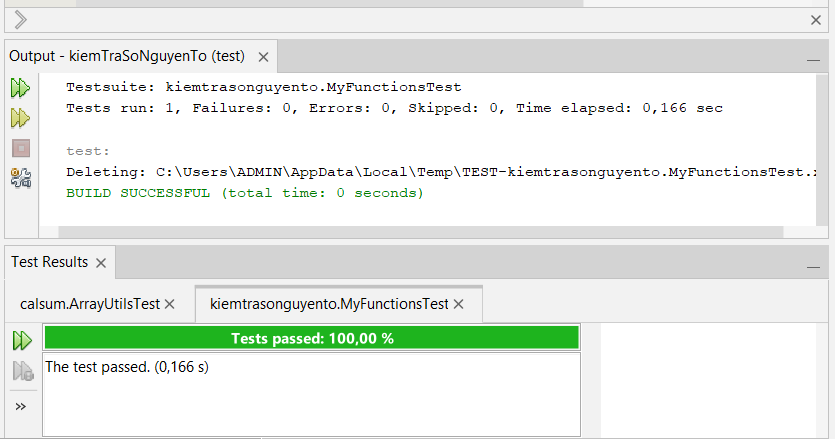 Output - kiemTraSoNguyenTo (test)
Testsuite: kiemtrasonguyento.MyFunctionsTest
Tests run: 1, Failures: 0, Errors: 0, Skipped: 0, Time elapsed: 0,166 sec
test:
Deleting: C:\Users\ADMIN\AppData\Local\Temp\TEST-kiemtrasonguyento.MyFunctionsTest.x
BUILD SUCCESSFUL (total time: 0 seconds)
Test Results
calsum.ArrayUtilsTest kiemtrasonguyento.MyFunctionsTest
Tests passed: 100,00 %
The test passed. (0,166 s)